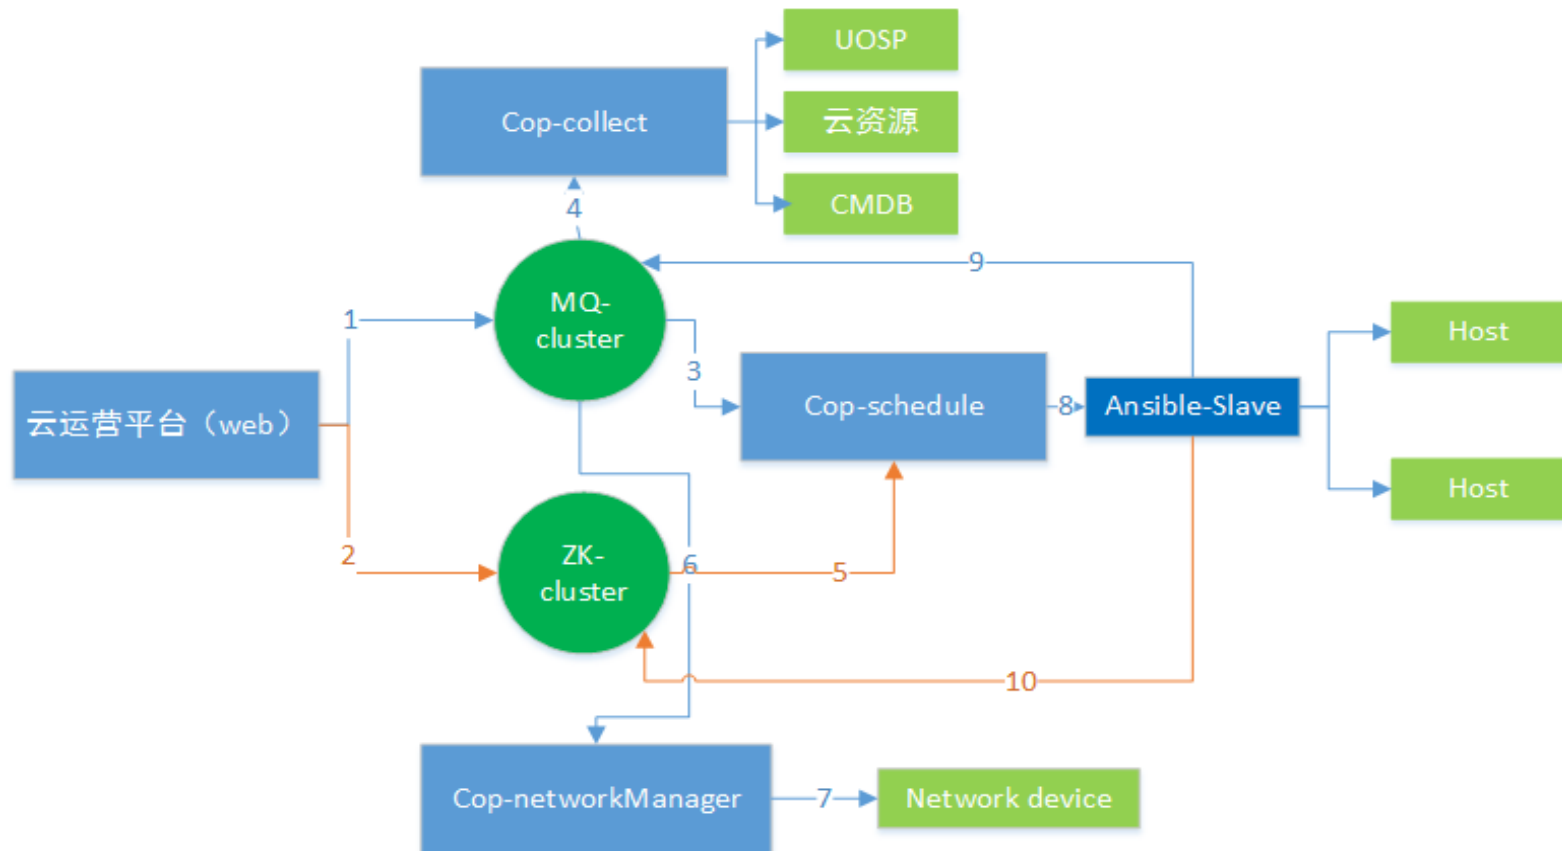 UOSP
Cop-collect
云资源
CMDB
4
9
MQ-
cluster
1
Host
3
云运营平台（web）
Cop-schedule
8
Ansible-Slave
Host
2
ZK-
cluster
6
5
10
Cop-networkManager
7
Network device